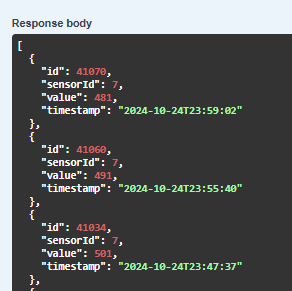 Response body
[
  {
    "id": 41070,
    "sensorId": 7,
    "value": 481,
    "timestamp": "2024-10-24T23:59:02"
  },
  {
    "id": 41060,
    "sensorId": 7,
    "value": 491,
    "timestamp": "2024-10-24T23:55:40"
  },
  {
    "id": 41034,
    "sensorId": 7,
    "value": 501,
    "timestamp": "2024-10-24T23:47:37"
  },